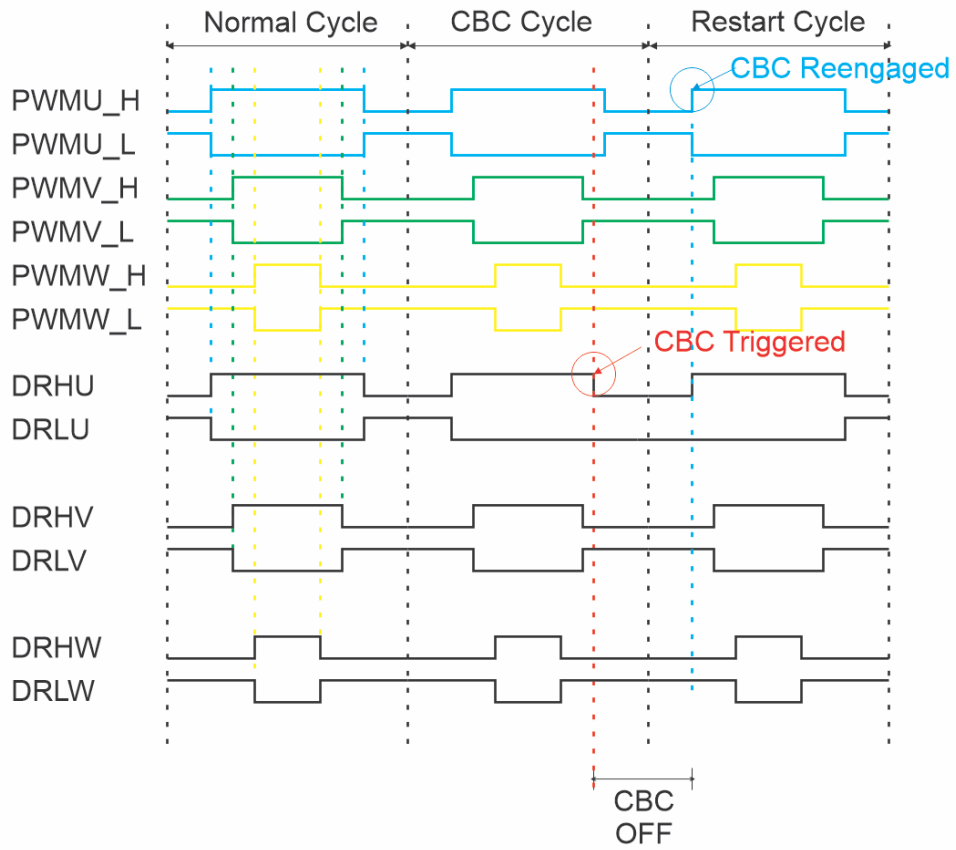 Normal Cycle
CBC Cycle
Restart Cycle
CBC Reengaged
PWMU_H
PWMU_L
PWMV_H
PWMV_L
PWMW_H
PWMW_L
CBC Triggered
DRHU
DRLU
DRHV
DRLV
DRHW
DRLW
CBC
OFF